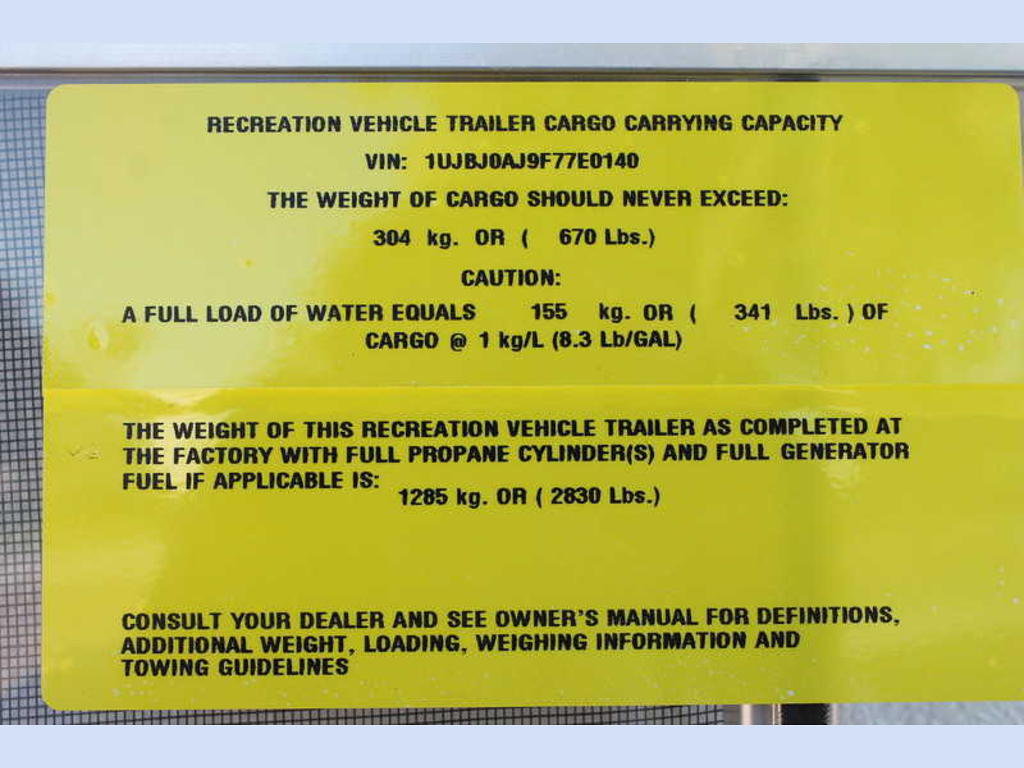 RECREATION VEHICLE TRAILER CARGO CARRYING CAPACITY
VIN: 1UJBJ0AJ9F77E0140
THE WEIGHT OF CARGO SHOULD NEVER EXCEED:
304 kg. OR ( 670 Lbs.)
CAUTION:
A FULL LOAD OF WATER EQUALS 155 kg. OR ( 341 Lbs. ) OF
CARGO @ 1 kg/L (8.3 Lb/GAL)
THE WEIGHT OF THIS RECREATION VEHICLE TRAILER AS COMPLETED AT
THE FACTORY WITH FULL PROPANE CYLINDER(S) AND FULL GENERATOR
FUEL IF APPLICABLE IS:
1285 kg. OR ( 2830 Lbs.)
CONSULT YOUR DEALER AND SEE OWNER'S MANUAL FOR DEFINITIONS,
ADDITIONAL WEIGHT, LOADING, WEIGHING INFORMATION AND
TOWING GUIDELINES